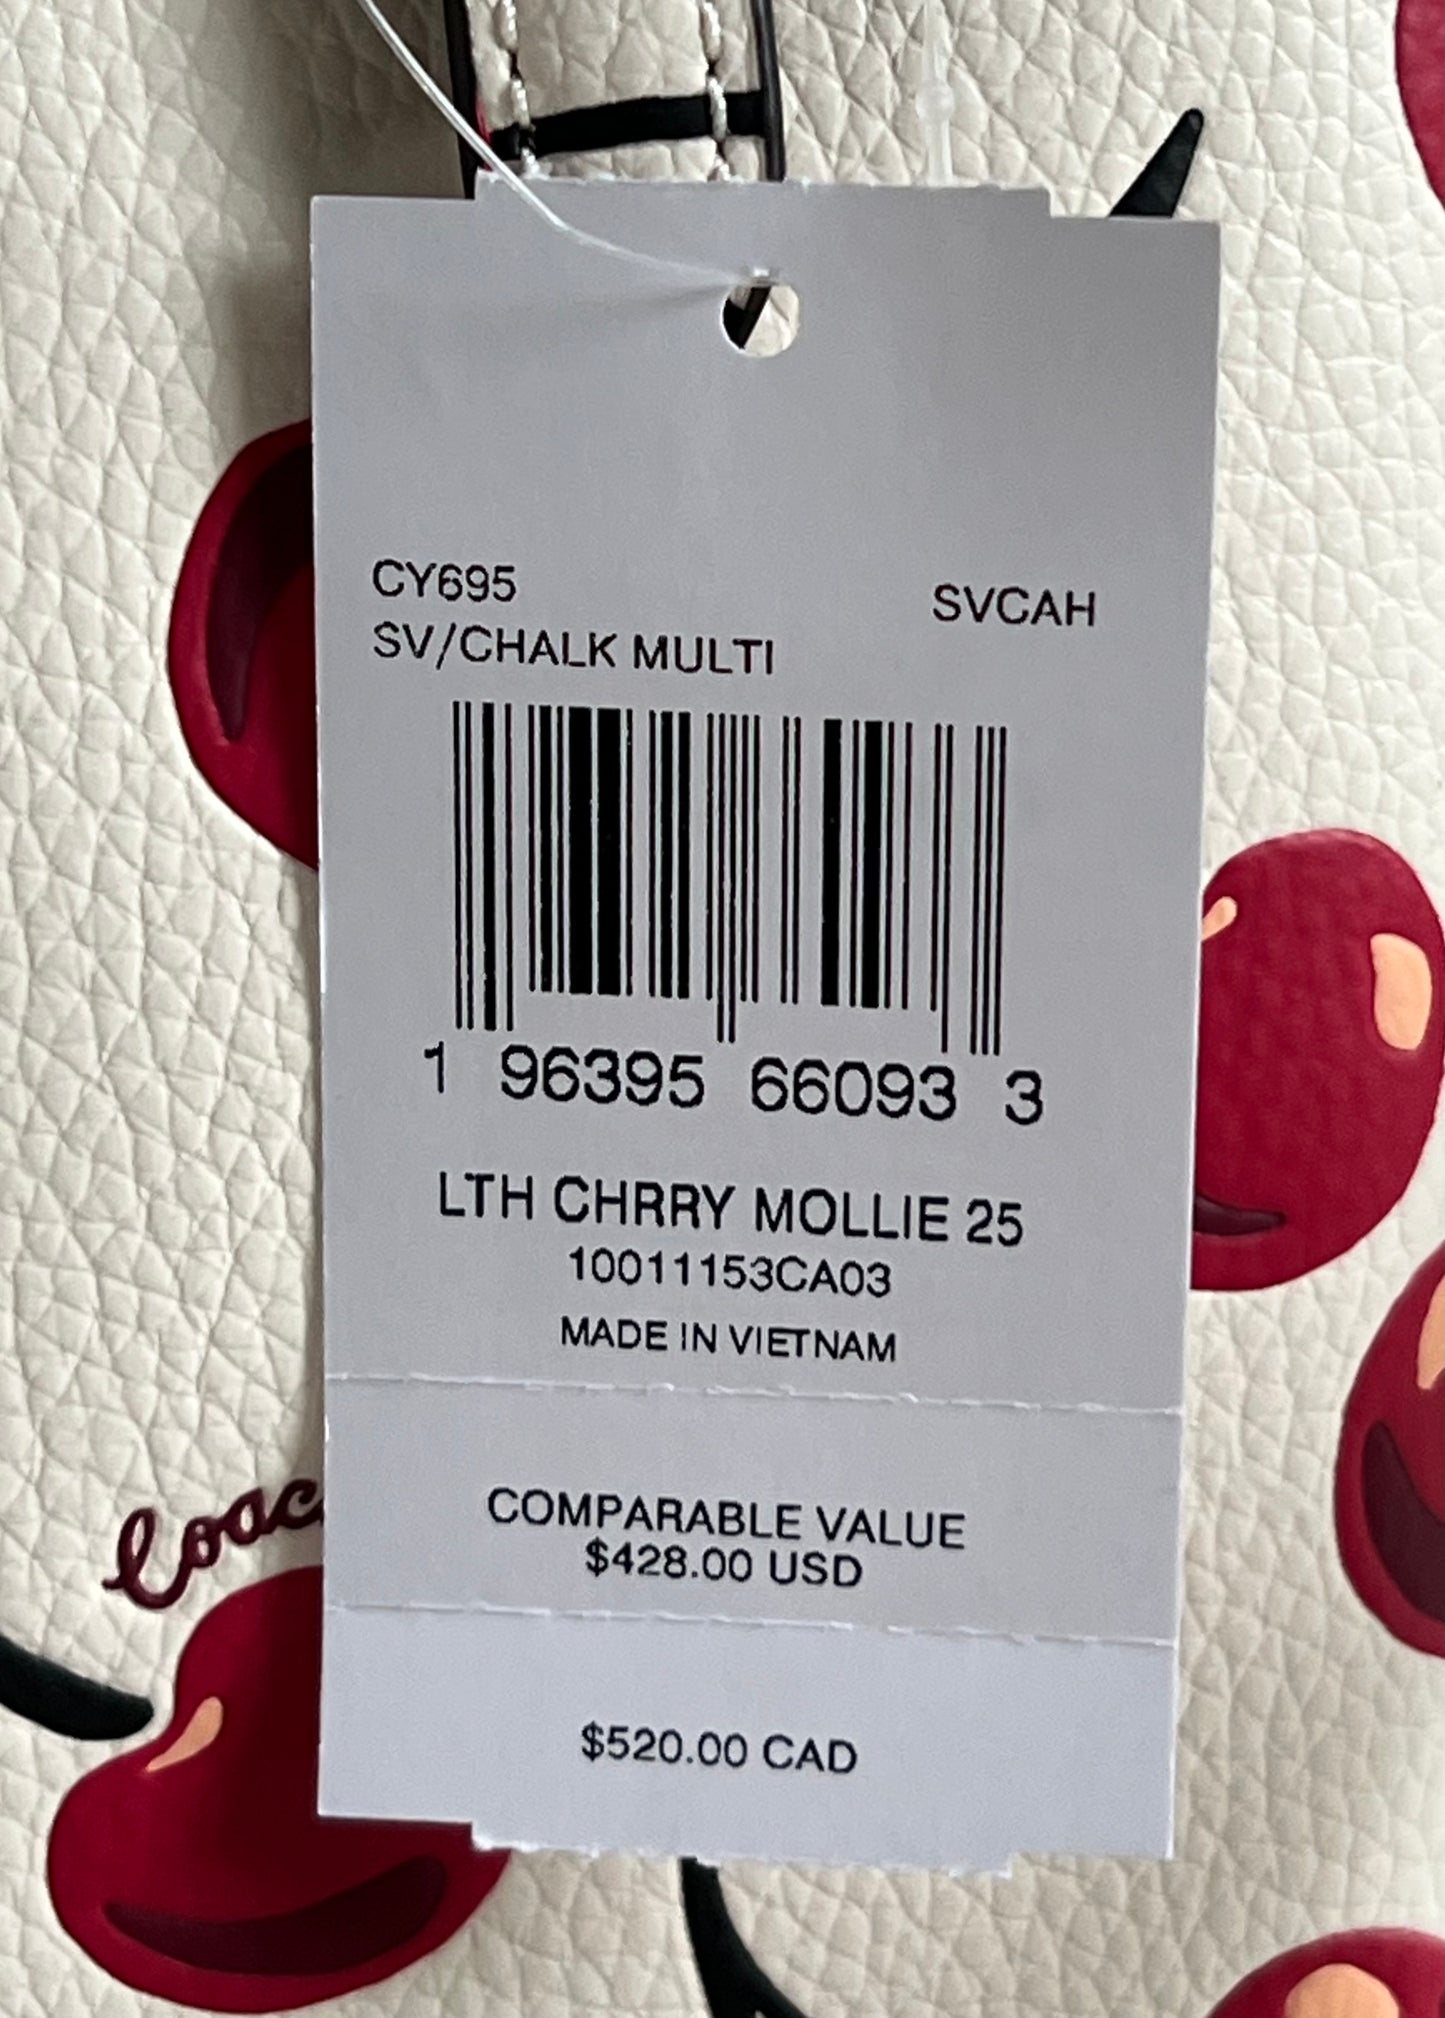 CY695
SVCAH
SV/CHALK MULTI
1 96395 66093 3
LTH CHRRY MOLLIE 25
10011153CA03
MADE IN VIETNAM
COMPARABLE VALUE
$428.00 USD
Coac
$520.00 CAD